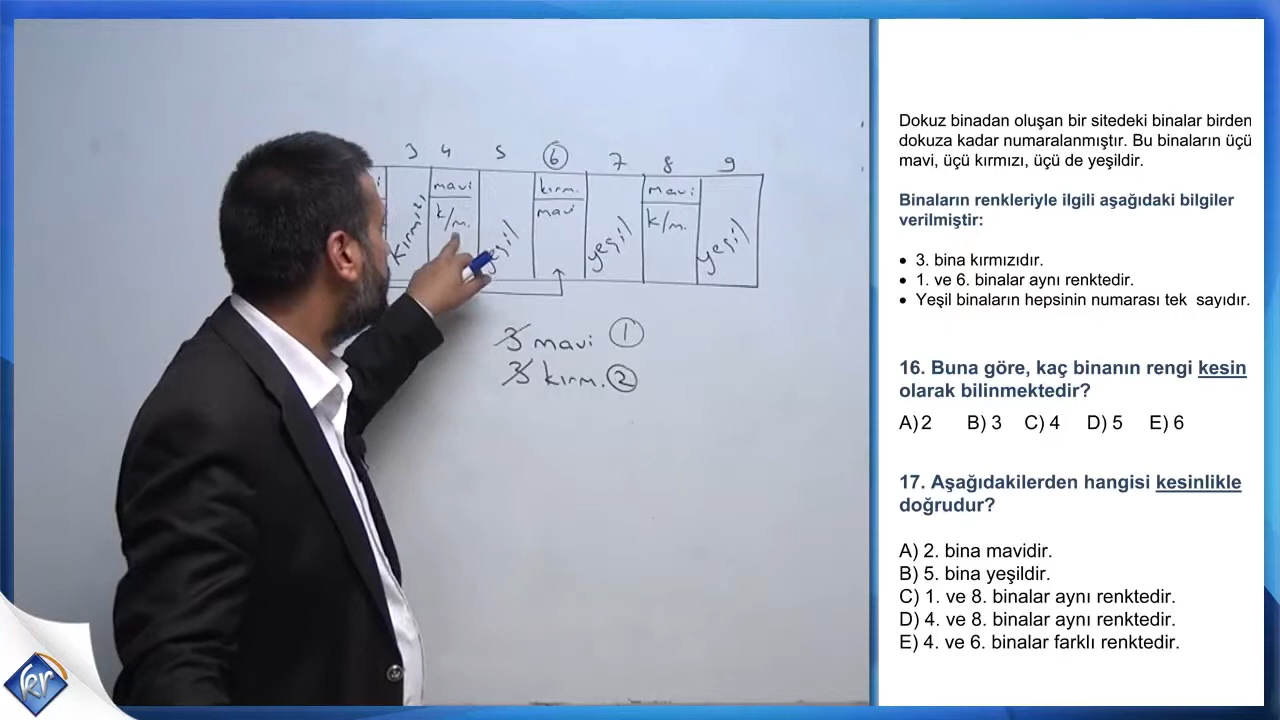 3 4 5 6 7 8 9
mavi kırm. mavi
kırmızı k/m. yeşil mavi yeşil k/m. yeşil
3 mavi 1
3 kırm. 2
Dokuz binadan oluşan bir sitedeki binalar birden
dokuza kadar numaralanmıştır. Bu binaların üçü
mavi, üçü kırmızı, üçü de yeşildir.
Binaların renkleriyle ilgili aşağıdaki bilgiler
verilmiştir:
• 3. bina kırmızıdır.
• 1. ve 6. binalar aynı renktedir.
• Yeşil binaların hepsinin numarası tek sayıdır.
16. Buna göre, kaç binanın rengi kesin
olarak bilinmektedir?
A) 2 B) 3 C) 4 D) 5 E) 6
17. Aşağıdakilerden hangisi kesinlikle
doğrudur?
A) 2. bina mavidir.
B) 5. bina yeşildir.
C) 1. ve 8. binalar aynı renktedir.
D) 4. ve 8. binalar aynı renktedir.
E) 4. ve 6. binalar farklı renktedir.
kr